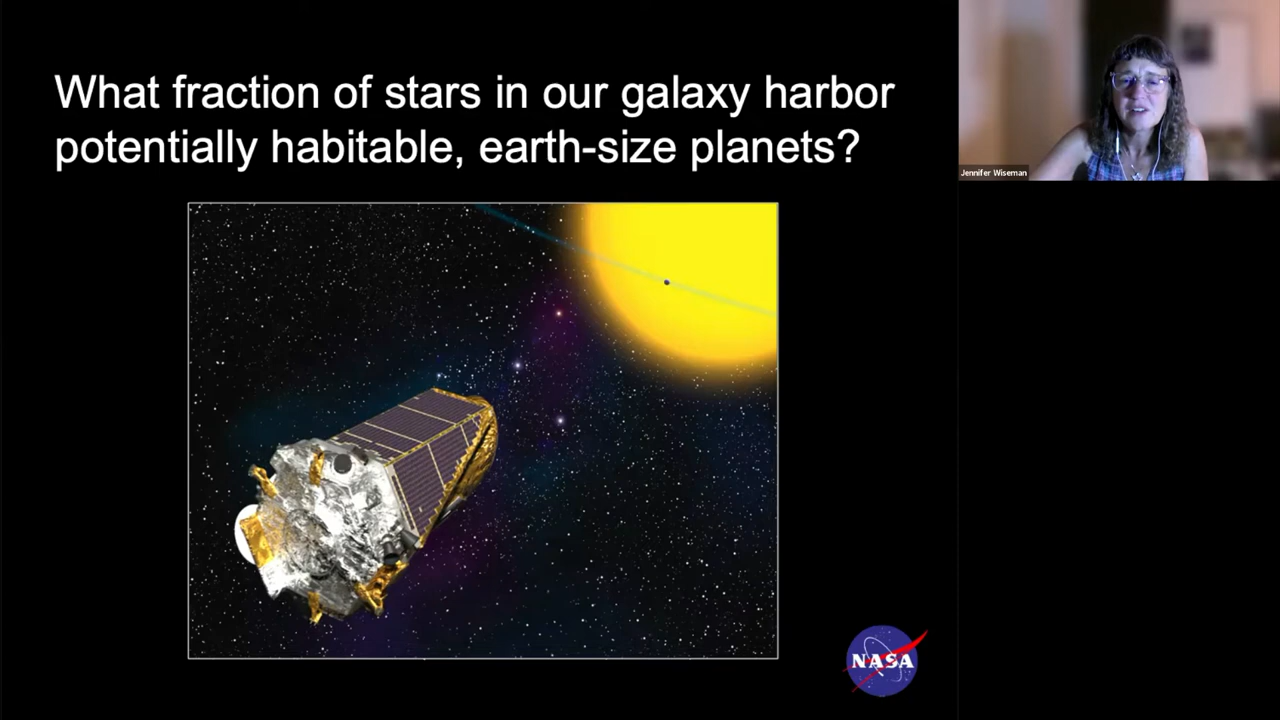 What fraction of stars in our galaxy harbor
potentially habitable, earth-size planets?
Jennifer Wiseman
NASA